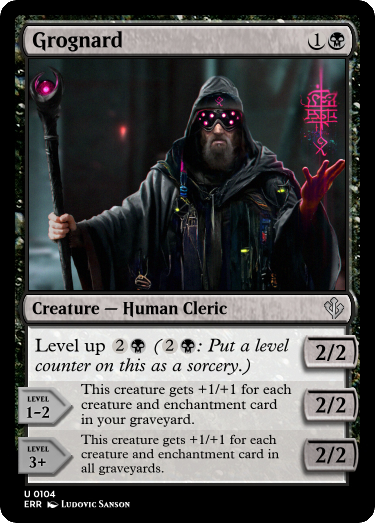 Grognard 1
Creature — Human Cleric
Level up 2 ( 2 : Put a level
counter on this as a sorcery.)
2/2
LEVEL
1-2
This creature gets +1/+1 for each
creature and enchantment card
in your graveyard.
2/2
LEVEL
3+
This creature gets +1/+1 for each
creature and enchantment card in
all graveyards.
2/2
U 0104
ERR Ludovic Sanson